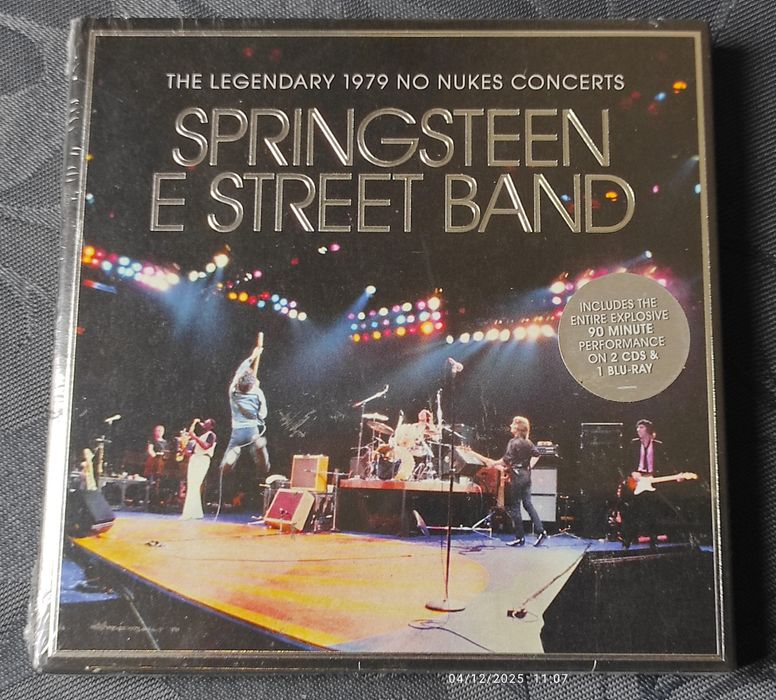 THE LEGENDARY 1979 NO NUKES CONCERTS
SPRINGSTEEN
E STREET BAND
INCLUDES THE
ENTIRE EXPLOSIVE
90 MINUTE
PERFORMANCE
ON 2 CDS &
1 BLU-RAY
04/12/2025 11:07